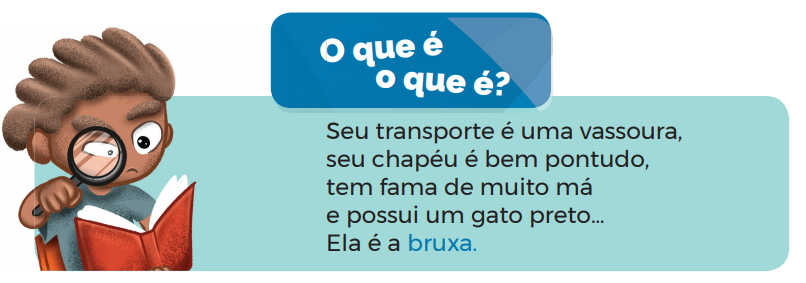 O que é
o que é?
Seu transporte é uma vassoura,
seu chapéu é bem pontudo,
tem fama de muito má
e possui um gato preto...
Ela é a bruxa.